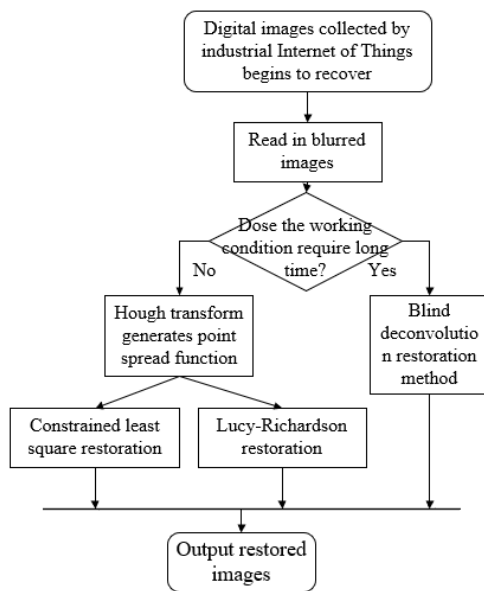 Digital images collected by
industrial Internet of Things
begins to recover
Read in blurred
images
Dose the working
condition require long
time?
No
Yes
Hough transform
generates point
spread function
Blind
deconvolutio
n restoration
method
Constrained least
square restoration
Lucy-Richardson
restoration
Output restored
images